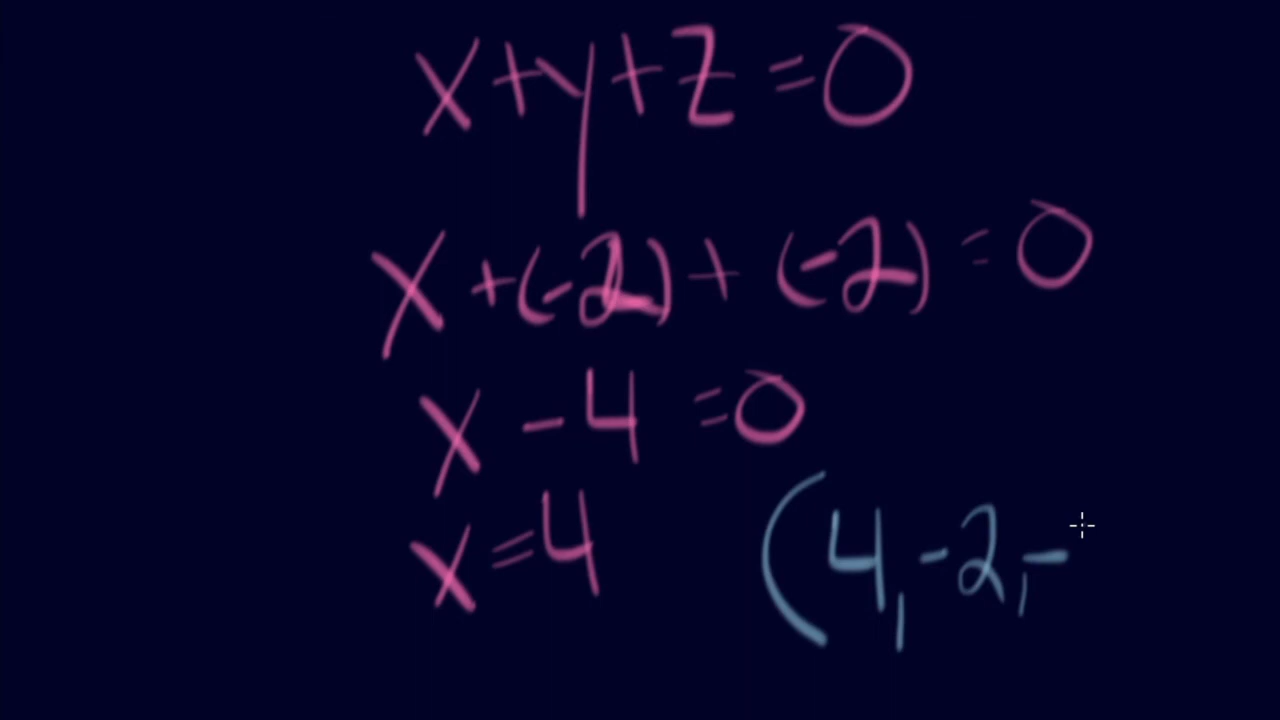 x+y+z=0
x+(-2)+(-2)=0
x-4=0
x=4 (4,-2,-